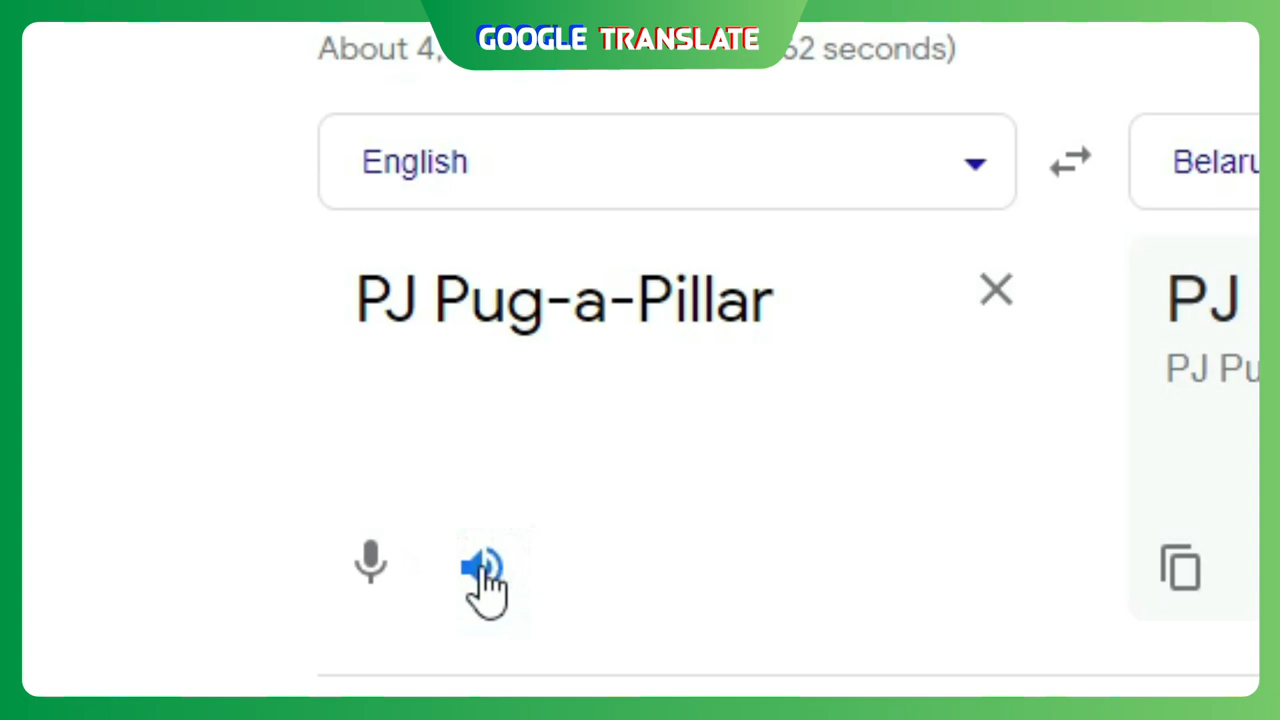 GOOGLE TRANSLATE
About 4, 62 seconds)
English
Belaru
PJ Pug-a-Pillar
PJ
PJ Pu